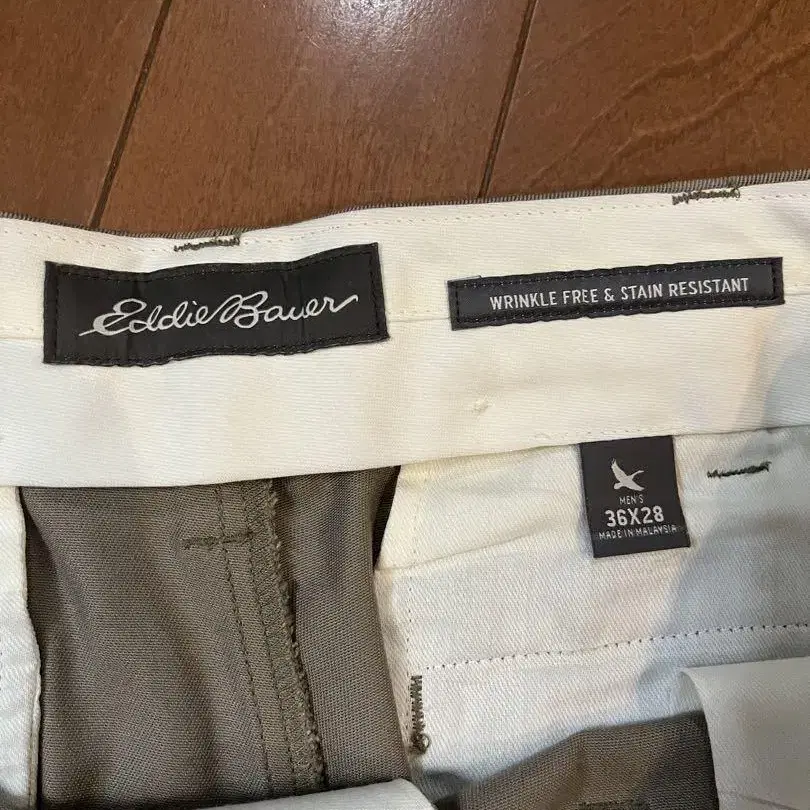 Eddie Bauer
WRINKLE FREE & STAIN RESISTANT
MEN'S
36X28
MADE IN MALAYSIA